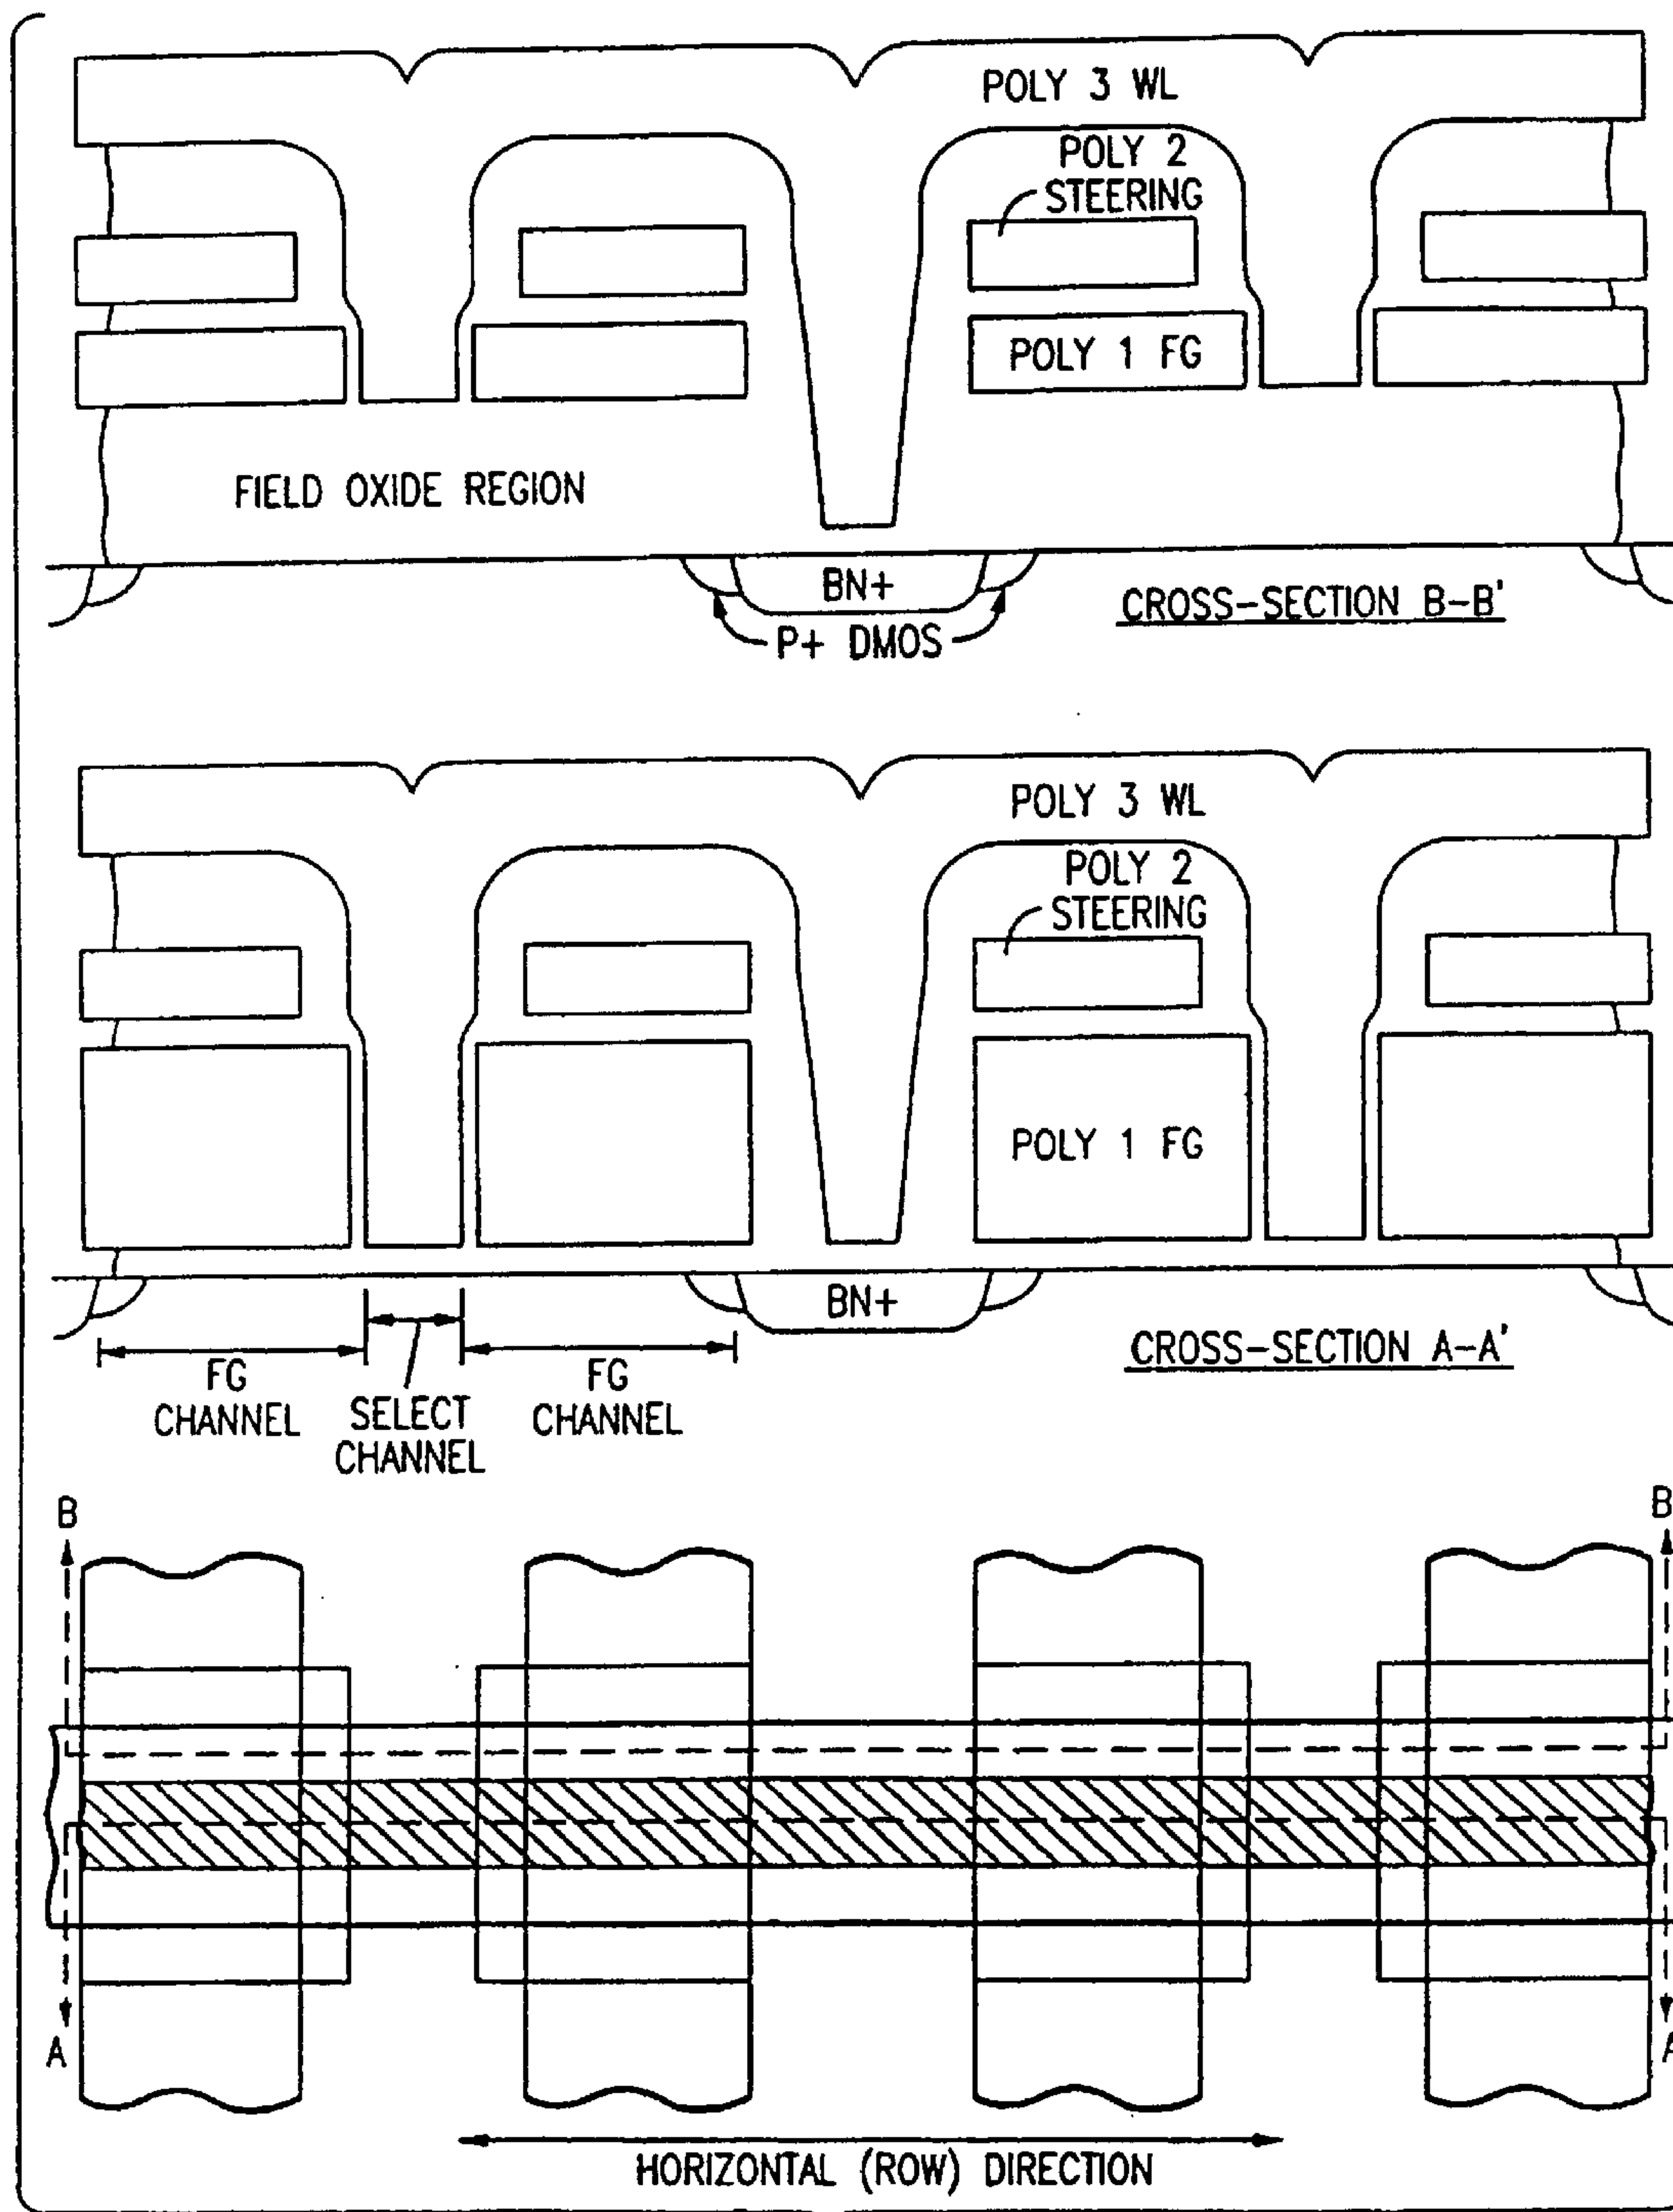 POLY 3 WL
POLY 2
STEERING
POLY 1 FG
FIELD OXIDE REGION
BN+
P+ DMOS
CROSS-SECTION B-B'
POLY 3 WL
POLY 2
STEERING
POLY 1 FG
BN+
CROSS-SECTION A-A'
FG
CHANNEL
SELECT
CHANNEL
FG
CHANNEL
B
B
A
A
HORIZONTAL (ROW) DIRECTION